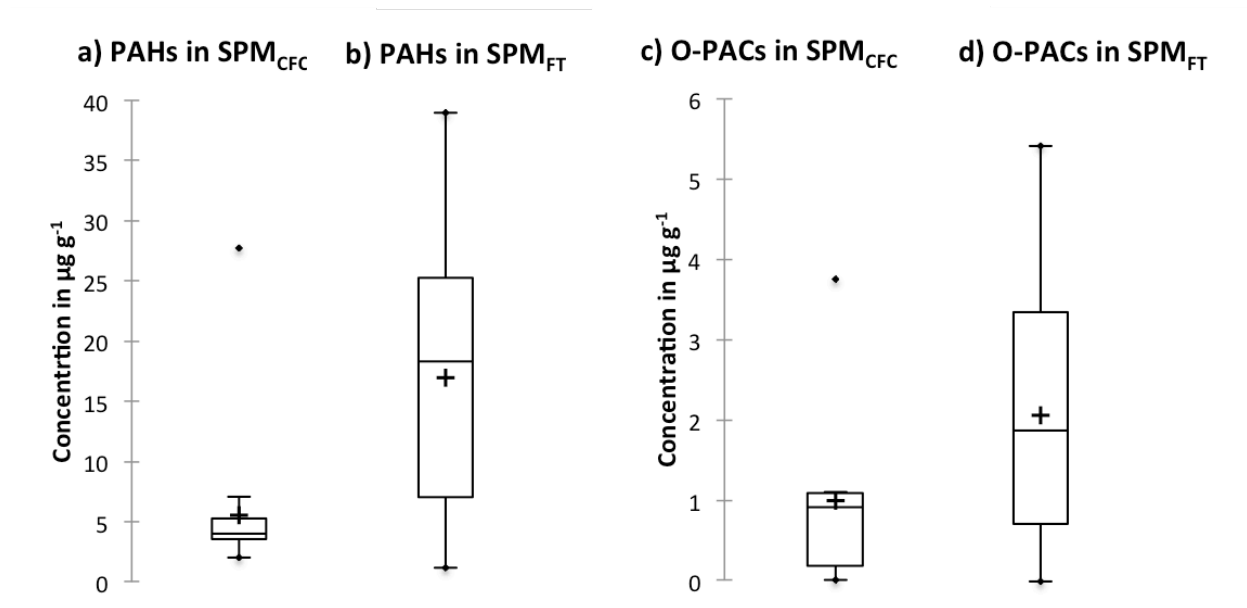 a) PAHs in SPMCFC
b) PAHs in SPMFT
c) O-PACs in SPMCFC
d) O-PACs in SPMFT
Concentrtion in µg g-1
40
35
30
25
20
15
10
5
0
Concentration in µg g-1
6
5
4
3
2
1
0